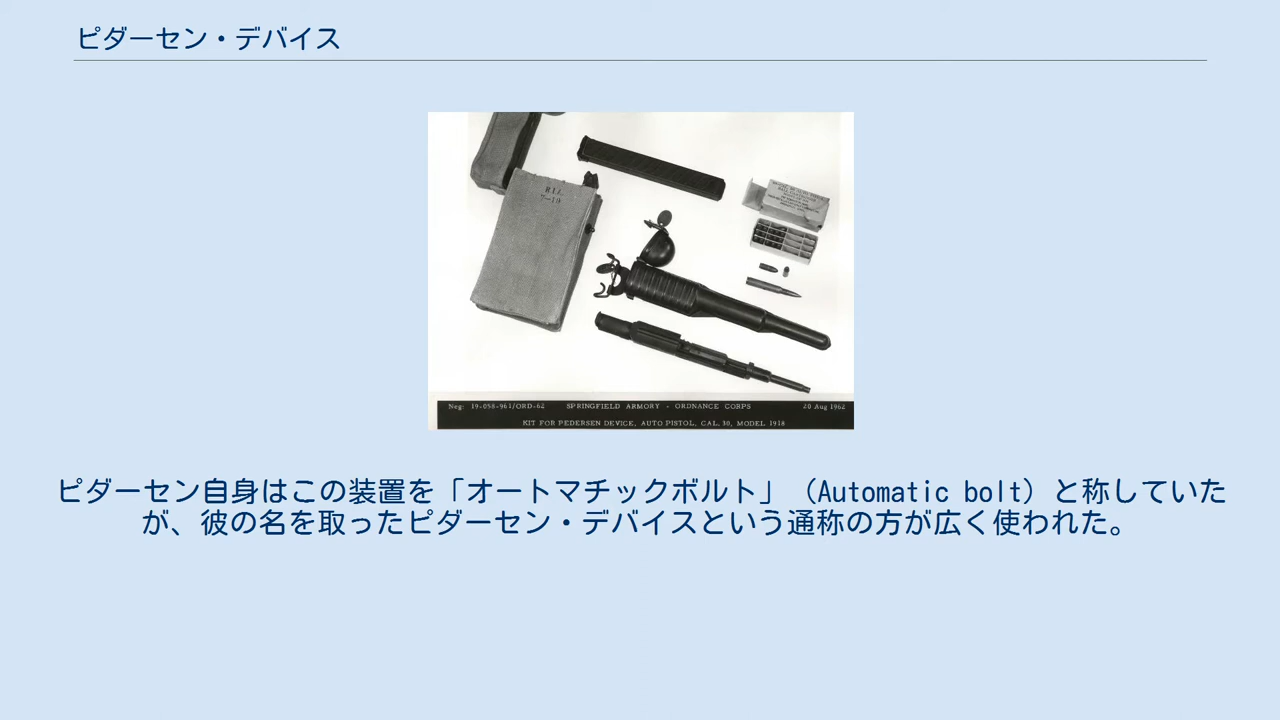 ピダーセン・デバイス
RIA
Neg: 19-058-961/ORD-62 SPRINGFIELD ARMORY - ORDNANCE CORPS 20 Aug 1962
KIT FOR PEDERSEN DEVICE, AUTO PISTOL, CAL. 30, MODEL 1918
ピダーセン自身はこの装置を「オートマチックボルト」（Automatic bolt）と称していた
が、彼の名を取ったピダーセン・デバイスという通称の方が広く使われた。